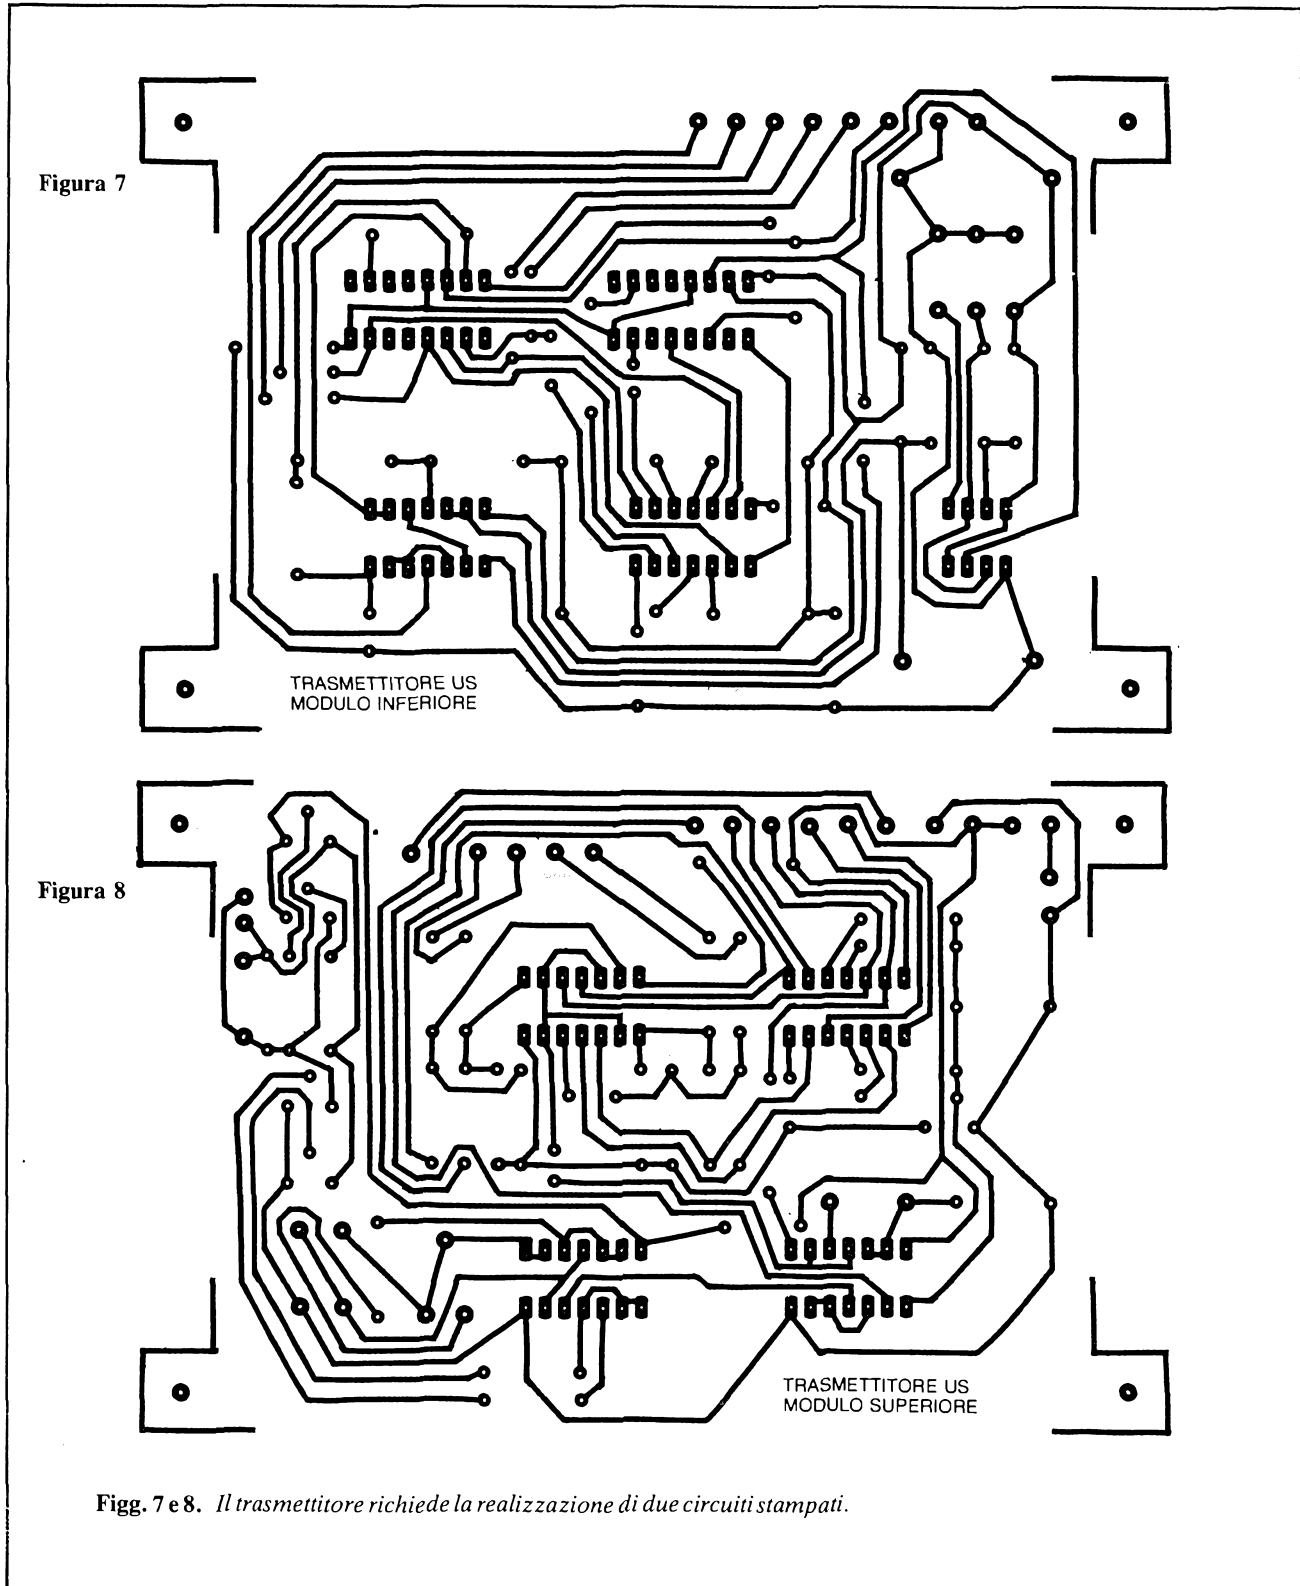 Figura 7
TRASMETTITORE US
MODULO INFERIORE
Figura 8
TRASMETTITORE US
MODULO SUPERIORE
Figg. 7 e 8. Il trasmettitore richiede la realizzazione di due circuiti stampati.